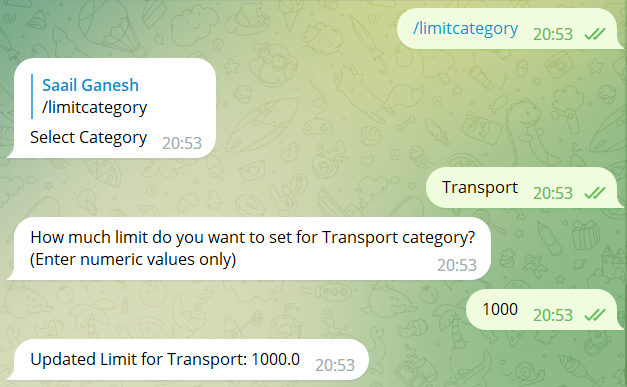 /limitcategory 20:53
Saail Ganesh
/limitcategory
Select Category 20:53
Transport 20:53
How much limit do you want to set for Transport category?
(Enter numeric values only) 20:53
1000 20:53
Updated Limit for Transport: 1000.0 20:53